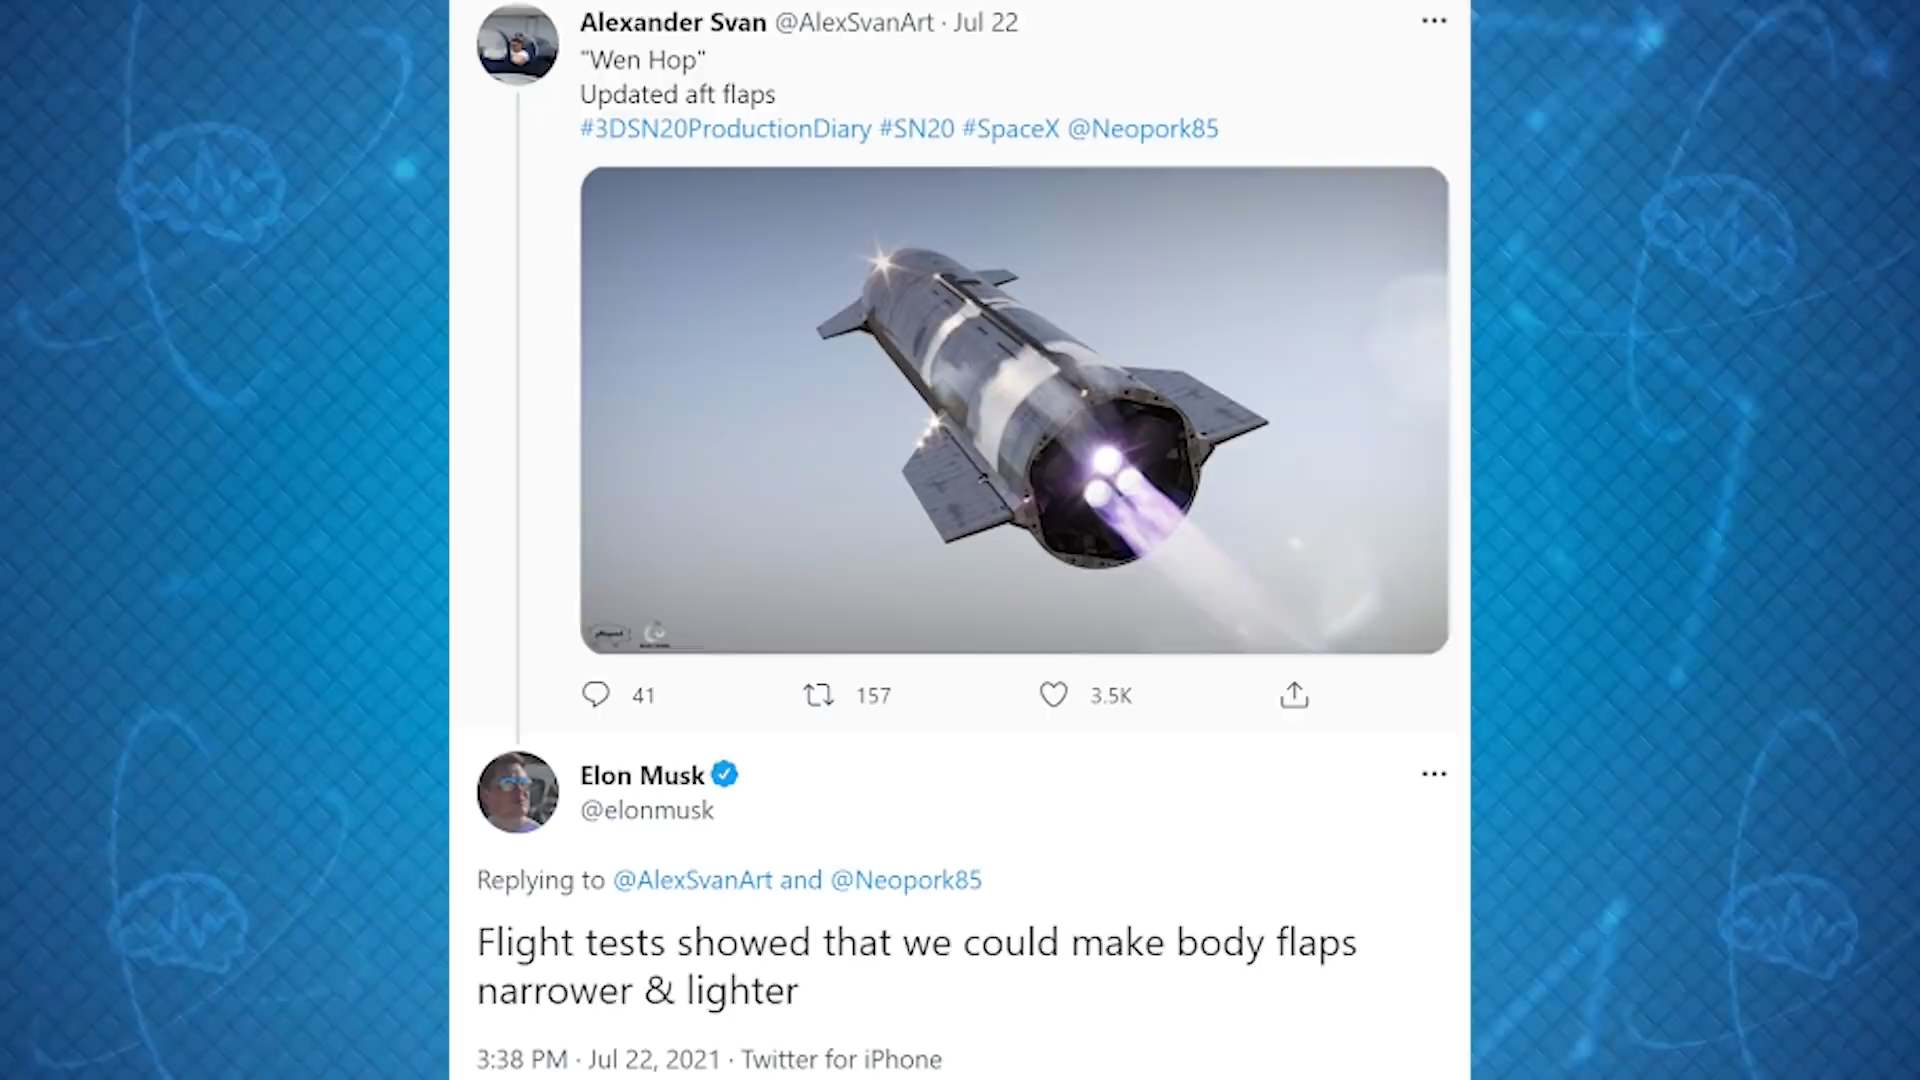 Alexander Svan @AlexSvanArt · Jul 22
"Wen Hop"
Updated aft flaps
#3DSN20ProductionDiary #SN20 #SpaceX @Neopork85
41 157 3.5K
Elon Musk
@elonmusk
Replying to @AlexSvanArt and @Neopork85
Flight tests showed that we could make body flaps
narrower & lighter
3:38 PM · Jul 22, 2021 · Twitter for iPhone